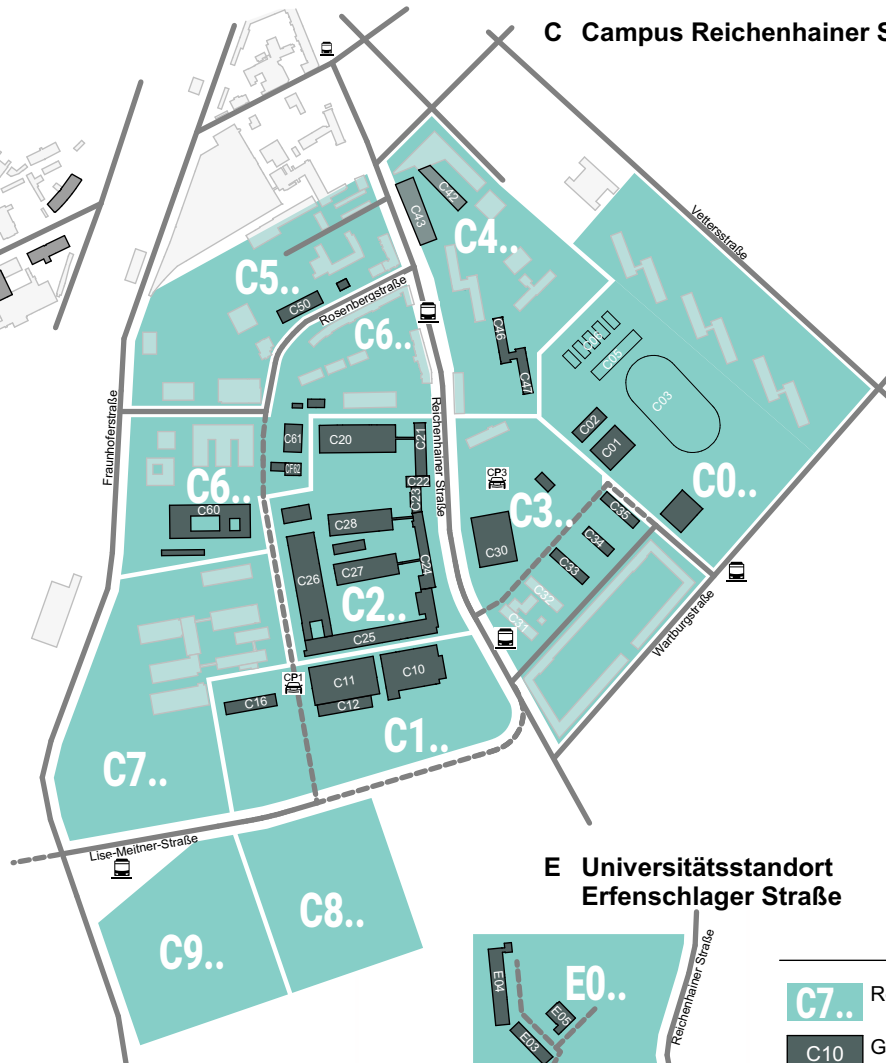 C Campus Reichenhainer S
Vettersstraße
C42
C43
C4..
C5..
C50
Rosenbergstraße
C6..
C46
C47
C06
C05
C03
C02
C01
C0..
Fraunhoferstraße
Reichenhainer Straße
C61
CF62
C20
C21
C22
C23
CP3
C3..
C6..
C60
C28
C27
C26
C24
C2..
C25
C30
C35
C34
C33
C32
C31
Wartburgstraße
CP1
C16
C11
C12
C10
C1..
C7..
Lise-Meitner-Straße
C8..
C9..
E Universitätsstandort
Erfenschlager Straße
E04
E0..
E05
E03
Reichenhainer Straße
C7.. R
C10 G